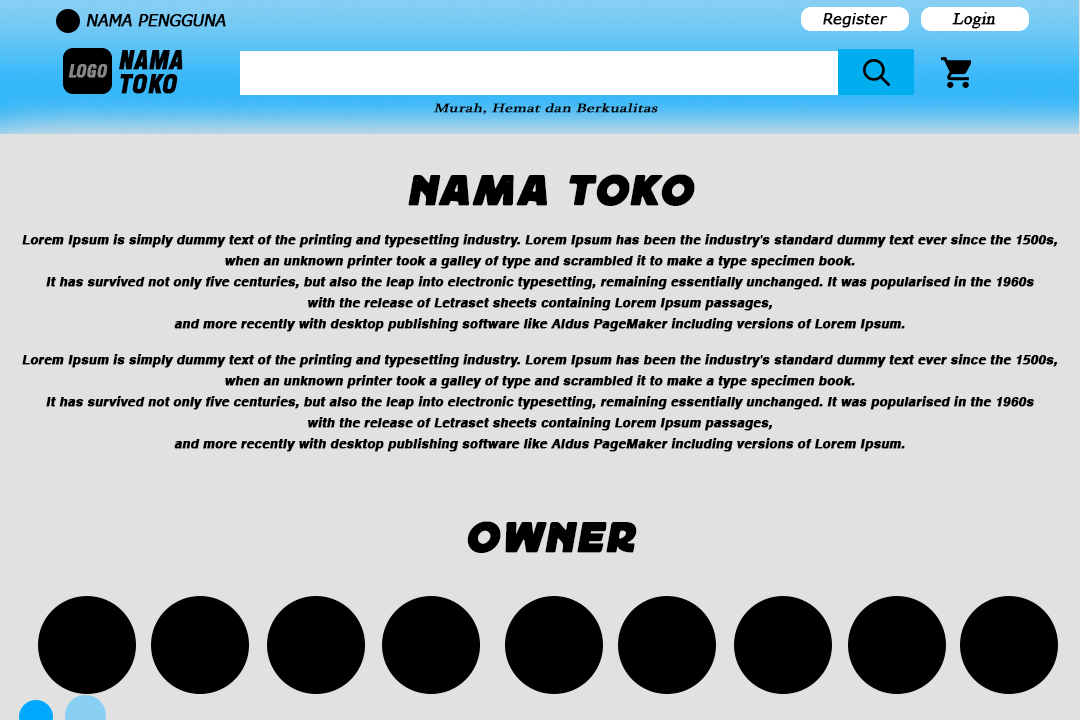 NAMA PENGGUNA
Register
Login
LOGO
NAMA
TOKO
Murah, Hemat dan Berkualitas
NAMA TOKO
Lorem Ipsum is simply dummy text of the printing and typesetting industry. Lorem Ipsum has been the industry's standard dummy text ever since the 1500s,
when an unknown printer took a galley of type and scrambled it to make a type specimen book.
It has survived not only five centuries, but also the leap into electronic typesetting, remaining essentially unchanged. It was popularised in the 1960s
with the release of Letraset sheets containing Lorem Ipsum passages,
and more recently with desktop publishing software like Aldus PageMaker including versions of Lorem Ipsum.
Lorem Ipsum is simply dummy text of the printing and typesetting industry. Lorem Ipsum has been the industry's standard dummy text ever since the 1500s,
when an unknown printer took a galley of type and scrambled it to make a type specimen book.
It has survived not only five centuries, but also the leap into electronic typesetting, remaining essentially unchanged. It was popularised in the 1960s
with the release of Letraset sheets containing Lorem Ipsum passages,
and more recently with desktop publishing software like Aldus PageMaker including versions of Lorem Ipsum.
OWNER